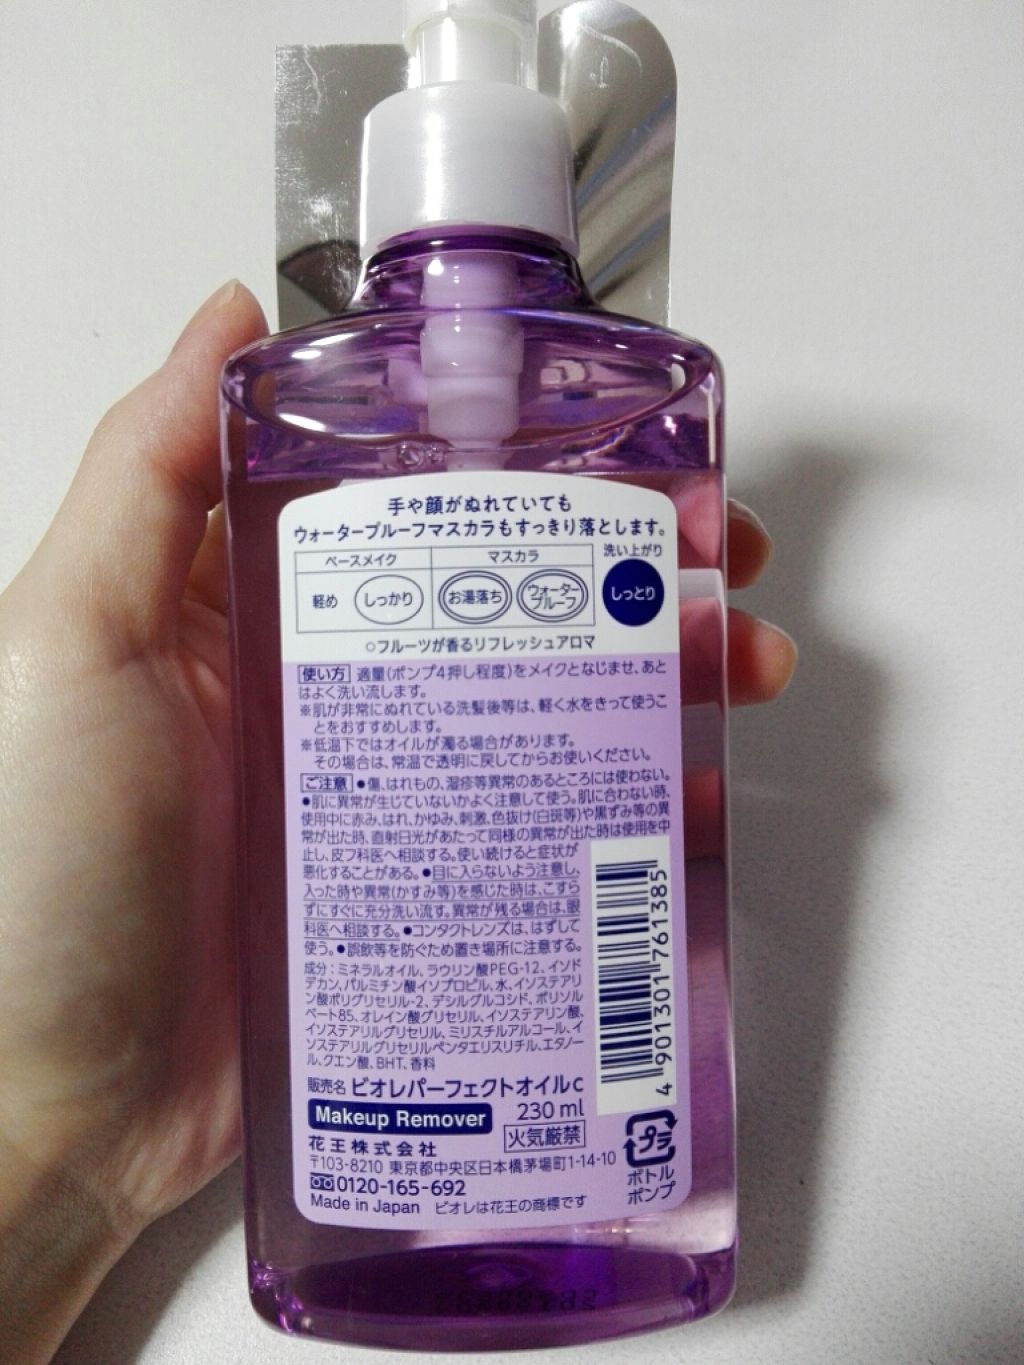 手や顔がぬれていても
ウォータープルーフマスカラもすっきり落とします。
ベースメイク マスカラ 洗い上がり
軽め しっかり お湯落ち ウォータープルーフ しっとり
○フルーツが香るリフレッシュアロマ
使い方 適量(ポンプ4押し程度)をメイクとなじませ、あと
はよく洗い流します。
※肌が非常にぬれている洗髪後等は、軽く水をきって使うこ
とをおすすめします。
※低温下ではオイルが濁る場合があります。
その場合は、常温で透明に戻してからお使いください。
ご注意 ●傷、はれもの、湿疹等異常のあるところには使わない。
●肌に異常が生じていないかよく注意して使う。肌に合わない時、
使用中に赤み、はれ、かゆみ、刺激、色抜け(白斑等)や黒ずみ等の異
常が出た時、直射日光があたって同様の異常が出た時は使用を中
止し、皮フ科医へ相談する。使い続けると症状が
悪化することがある。●目に入らないよう注意し、
入った時や異常(かすみ等)を感じた時は、こすら
ずにすぐに充分洗い流す。異常が残る場合は、眼
科医へ相談する。●コンタクトレンズは、はずして
使う。●誤飲等を防ぐため置き場所に注意する。
成分:ミネラルオイル、ラウリン酸PEG-12、イソド
デカン、パルミチン酸イソプロピル、水、イソステアリ
ン酸ポリグリセリル-2、デシルグルコシド、ポリソル
ベート85、オレイン酸グリセリル、イソステアリン酸、
イソステアリルグリセリル、ミリスチルアルコール、イ
ソステアリルグリセリルペンタエリスリチル、エタノー
ル、クエン酸、BHT、香料
4 901301 761385
販売名 ビオレパーフェクトオイルc
Makeup Remover 230 ml
火気厳禁
花王株式会社
〒103-8210 東京都中央区日本橋茅場町1-14-10
0120-165-692
Made in Japan ビオレは花王の商標です
プラ
ボトル
ポンプ